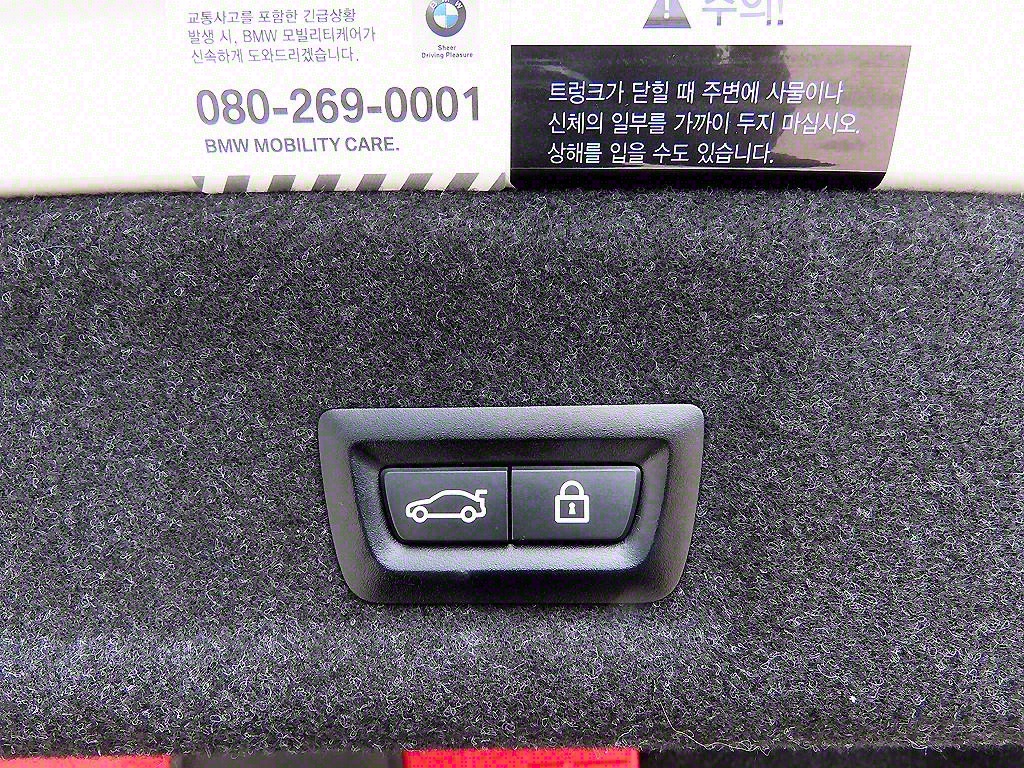 교통사고를 포함한 긴급상황
발생 시, BMW 모빌리티케어가
신속하게 도와드리겠습니다.
BMW
Sheer
Driving Pleasure
080-269-0001
BMW MOBILITY CARE.
주의!!
트렁크가 닫힐 때 주변에 사물이나
신체의 일부를 가까이 두지 마십시오.
상해를 입을 수도 있습니다.